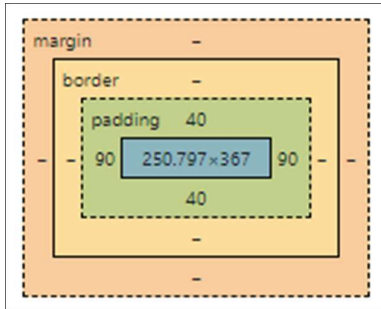 margin –
border –
padding 40
– – 90 250.797×367 90 – –
40
–
–